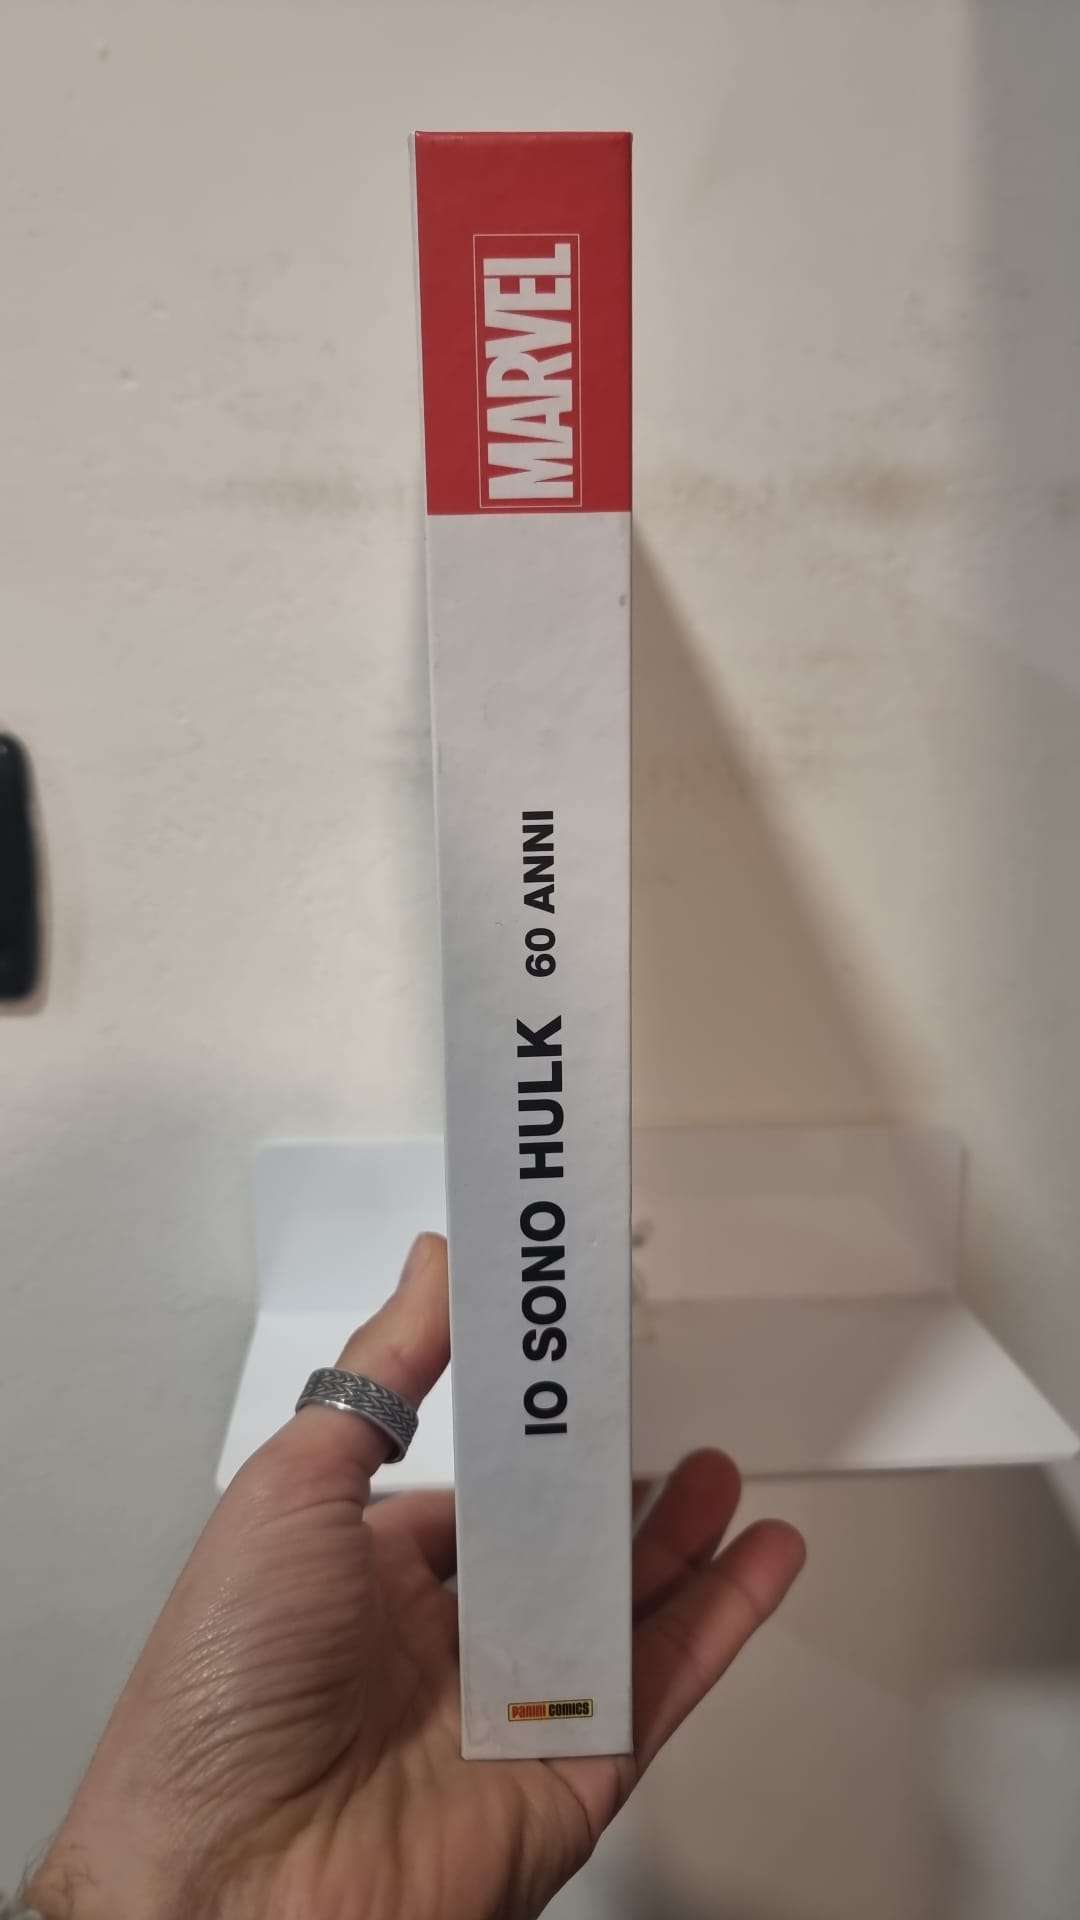 MARVEL
IO SONO HULK 60 ANNI
PANINI COMICS